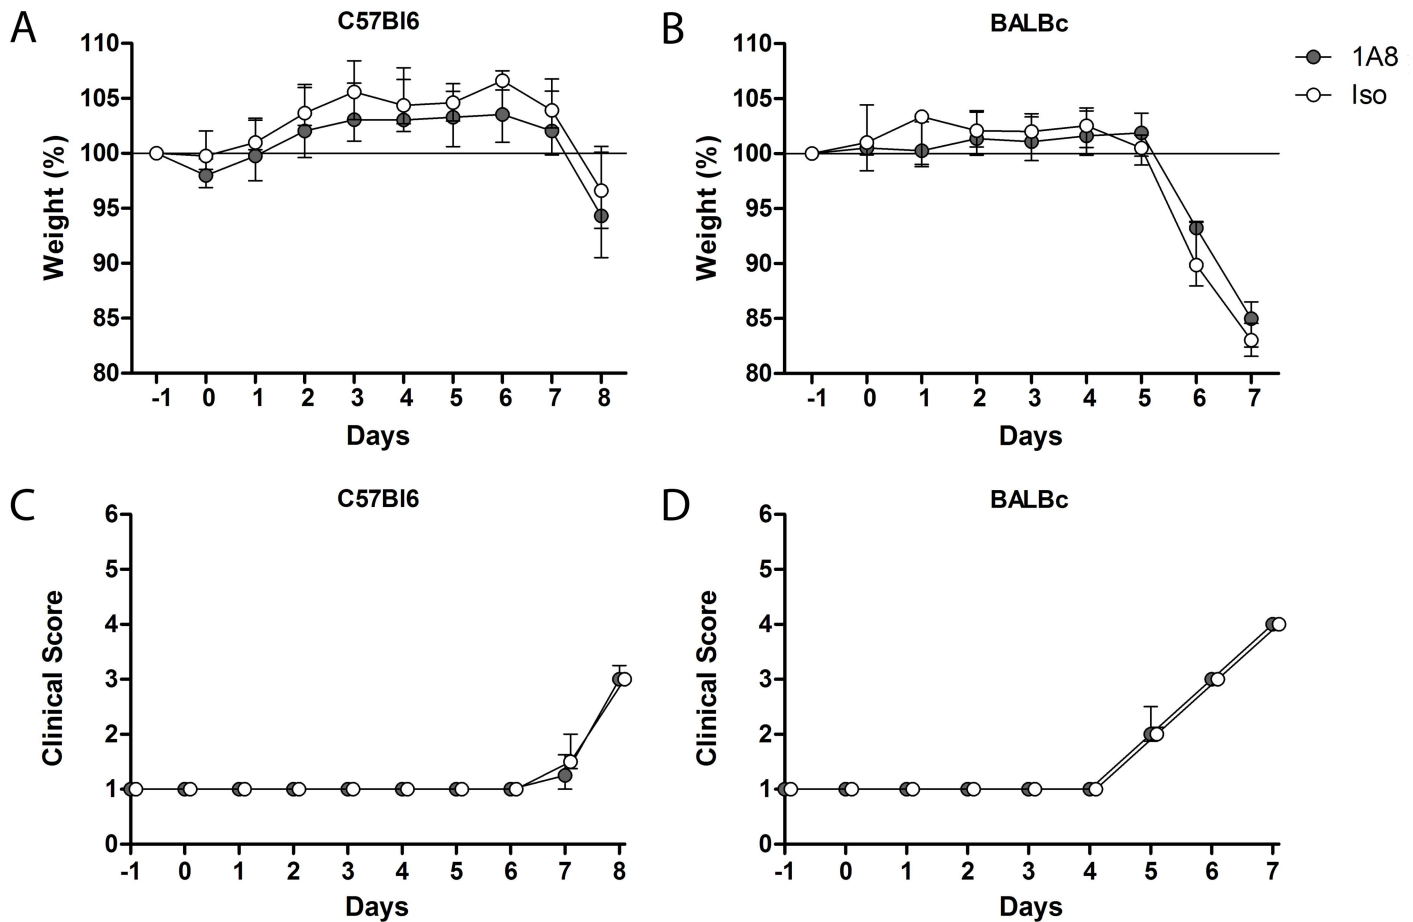 A
C57Bl6
110
105
100
95
90
85
80
Weight (%)
-1 0 1 2 3 4 5 6 7 8
Days
B
BALBc
110
105
100
95
90
85
80
Weight (%)
-1 0 1 2 3 4 5 6 7
Days
1A8
Iso
C
C57Bl6
6
5
4
3
2
1
0
Clinical Score
-1 0 1 2 3 4 5 6 7 8
Days
D
BALBc
6
5
4
3
2
1
0
Clinical Score
-1 0 1 2 3 4 5 6 7
Days